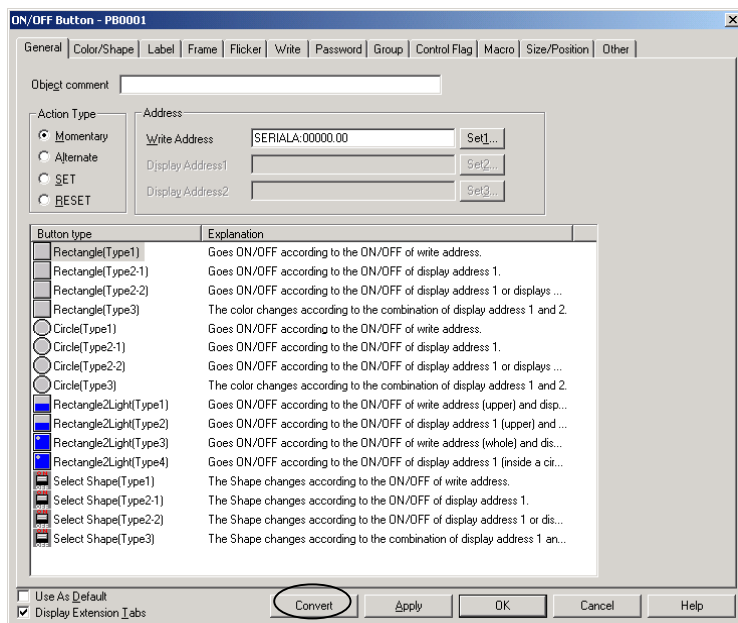 ON/OFF Button - PB0001
General Color/Shape Label Frame Flicker Write Password Group Control Flag Macro Size/Position Other
Object comment
Action Type
Address
Momentary
Write Address SERIALA:00000.00 Set1...
Alternate
Display Address1 Set2...
SET
Display Address2 Set3...
RESET
Button type Explanation
Rectangle(Type1) Goes ON/OFF according to the ON/OFF of write address.
Rectangle(Type2-1) Goes ON/OFF according to the ON/OFF of display address 1.
Rectangle(Type2-2) Goes ON/OFF according to the ON/OFF of display address 1 or displays ...
Rectangle(Type3) The color changes according to the combination of display address 1 and 2.
Circle(Type1) Goes ON/OFF according to the ON/OFF of write address.
Circle(Type2-1) Goes ON/OFF according to the ON/OFF of display address 1.
Circle(Type2-2) Goes ON/OFF according to the ON/OFF of display address 1 or displays ...
Circle(Type3) The color changes according to the combination of display address 1 and 2.
Rectangle2Light(Type1) Goes ON/OFF according to the ON/OFF of write address (upper) and disp...
Rectangle2Light(Type2) Goes ON/OFF according to the ON/OFF of display address 1 (upper) and ...
Rectangle2Light(Type3) Goes ON/OFF according to the ON/OFF of write address (whole) and dis...
Rectangle2Light(Type4) Goes ON/OFF according to the ON/OFF of display address 1 (inside a cir...
Select Shape(Type1) The Shape changes according to the ON/OFF of write address.
Select Shape(Type2-1) The Shape changes according to the ON/OFF of display address 1.
Select Shape(Type2-2) The Shape changes according to the ON/OFF of display address 1 or dis...
Select Shape(Type3) The Shape changes according to the combination of display address 1 an...
Use As Default
Display Extension Tabs
Convert Apply OK Cancel Help